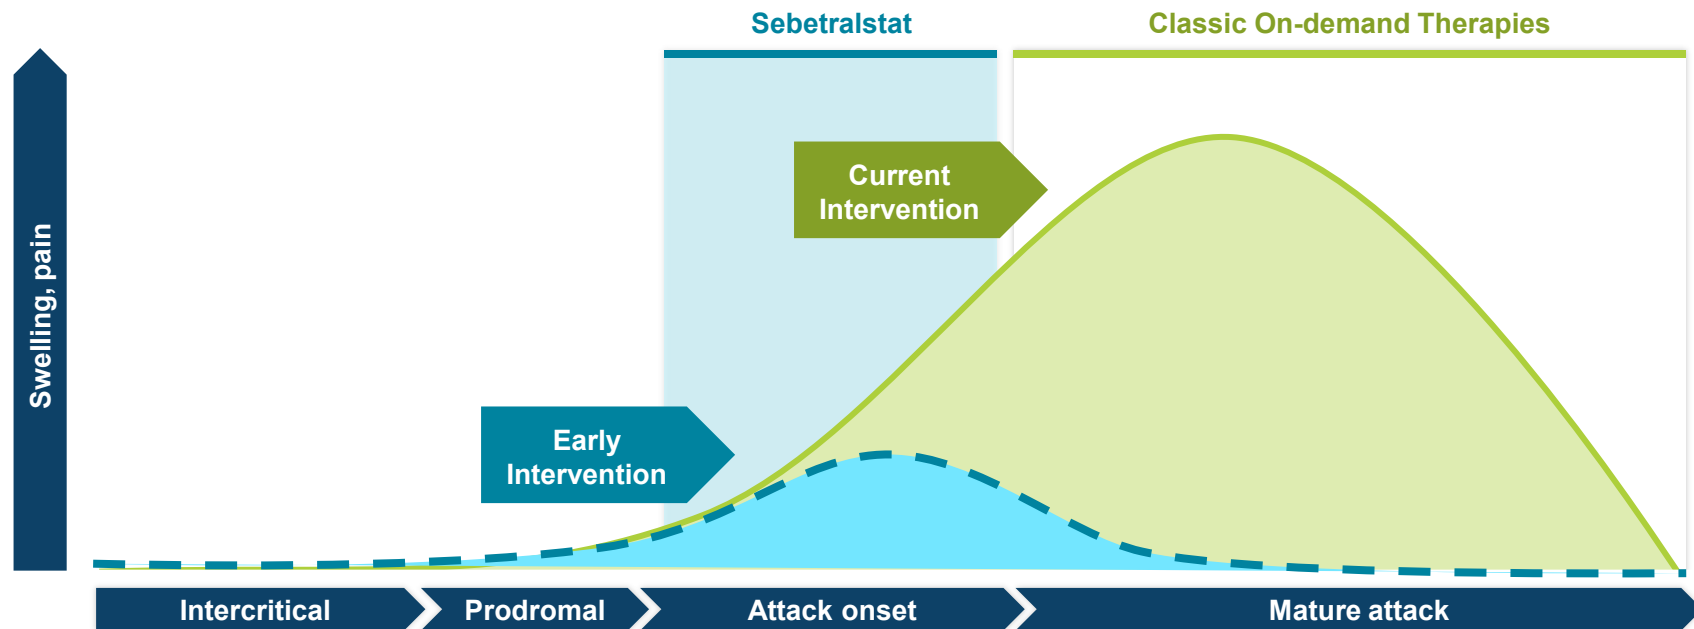 Sebetralstat
Classic On-demand Therapies
Swelling, pain
Current
Intervention
Early
Intervention
Intercritical
Prodromal
Attack onset
Mature attack